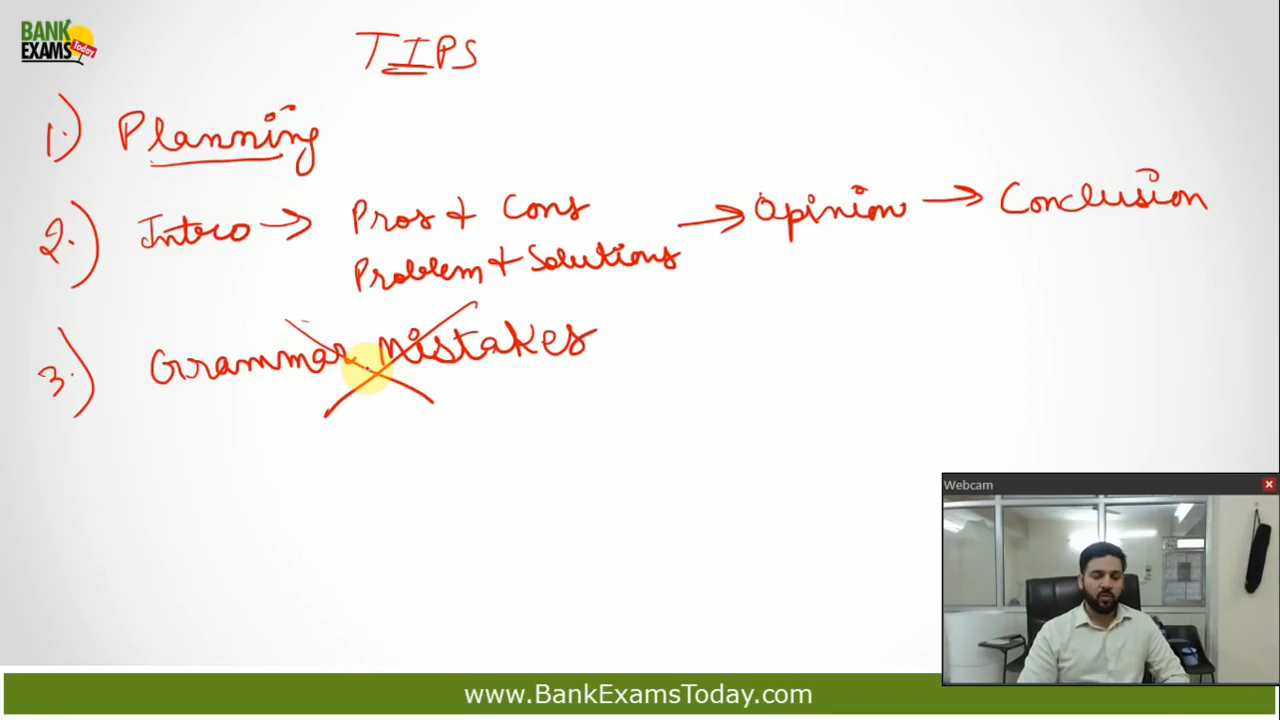 BANK
EXAMS Today
TIPS
1.) Planning
2.) Intro → Pros + Cons → Opinion → Conclusion
Problem + Solutions
3.) Grammar Mistakes
Webcam
www.BankExamsToday.com